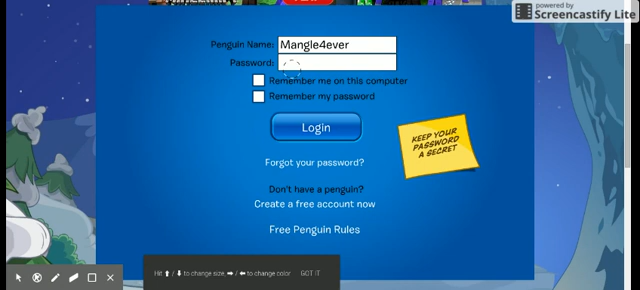 powered by
Screencastify Lite
Penguin Name: Mangle4ever
Password:
Remember me on this computer
Remember my password
Login
KEEP YOUR
PASSWORD
A SECRET
Forgot your password?
Don't have a penguin?
Create a free account now
Free Penguin Rules
Hit ⬆ / ⬇ to change size, ➡ / ⬅ to change color GOT IT